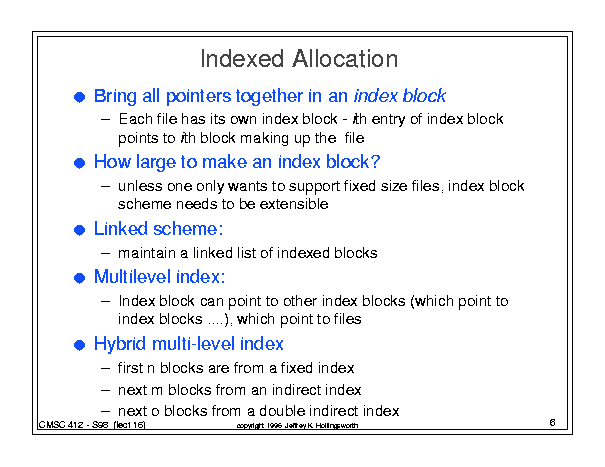 Indexed Allocation
● Bring all pointers together in an index block
– Each file has its own index block - ith entry of index block
points to ith block making up the file
● How large to make an index block?
– unless one only wants to support fixed size files, index block
scheme needs to be extensible
● Linked scheme:
– maintain a linked list of indexed blocks
● Multilevel index:
– Index block can point to other index blocks (which point to
index blocks ....), which point to files
● Hybrid multi-level index
– first n blocks are from a fixed index
– next m blocks from an indirect index
– next o blocks from a double indirect index
CMSC 412 - S98 (lect 16)
copyright 1996 Jeffrey K. Hollingsworth
6